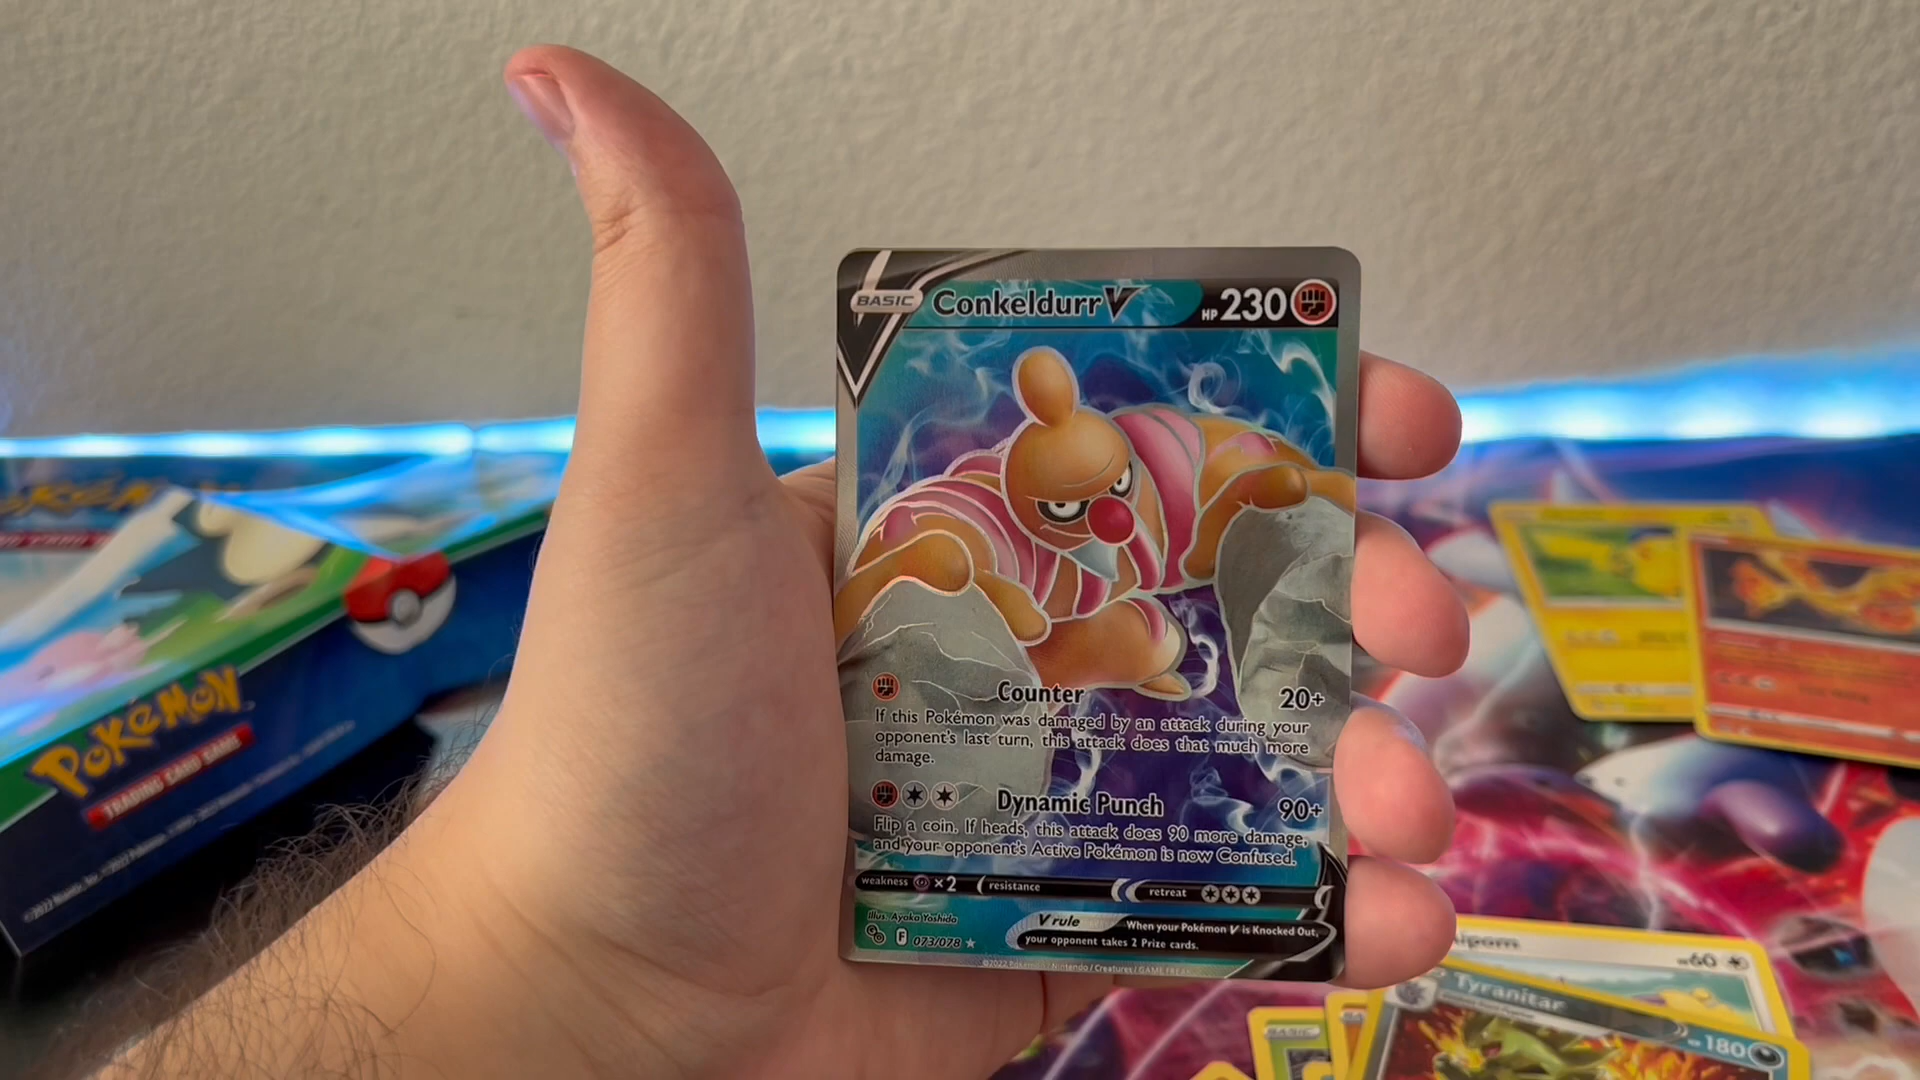 BASIC
Conkeldurr V
HP 230
Counter 20+
If this Pokémon was damaged by an attack during your
opponent's last turn, this attack does that much more
damage.
Dynamic Punch 90+
Flip a coin. If heads, this attack does 90 more damage,
and your opponent's Active Pokémon is now Confused.
weakness ×2 resistance retreat
Illus. Ayaka Yoshida
F 073/078
V rule When your Pokémon V is Knocked Out,
your opponent takes 2 Prize cards.
©2022 Pokémon / Nintendo / Creatures / GAME FREAK
POKÉMON
TRADING CARD GAME
HP 60
BASIC
Tyranitar
HP 180